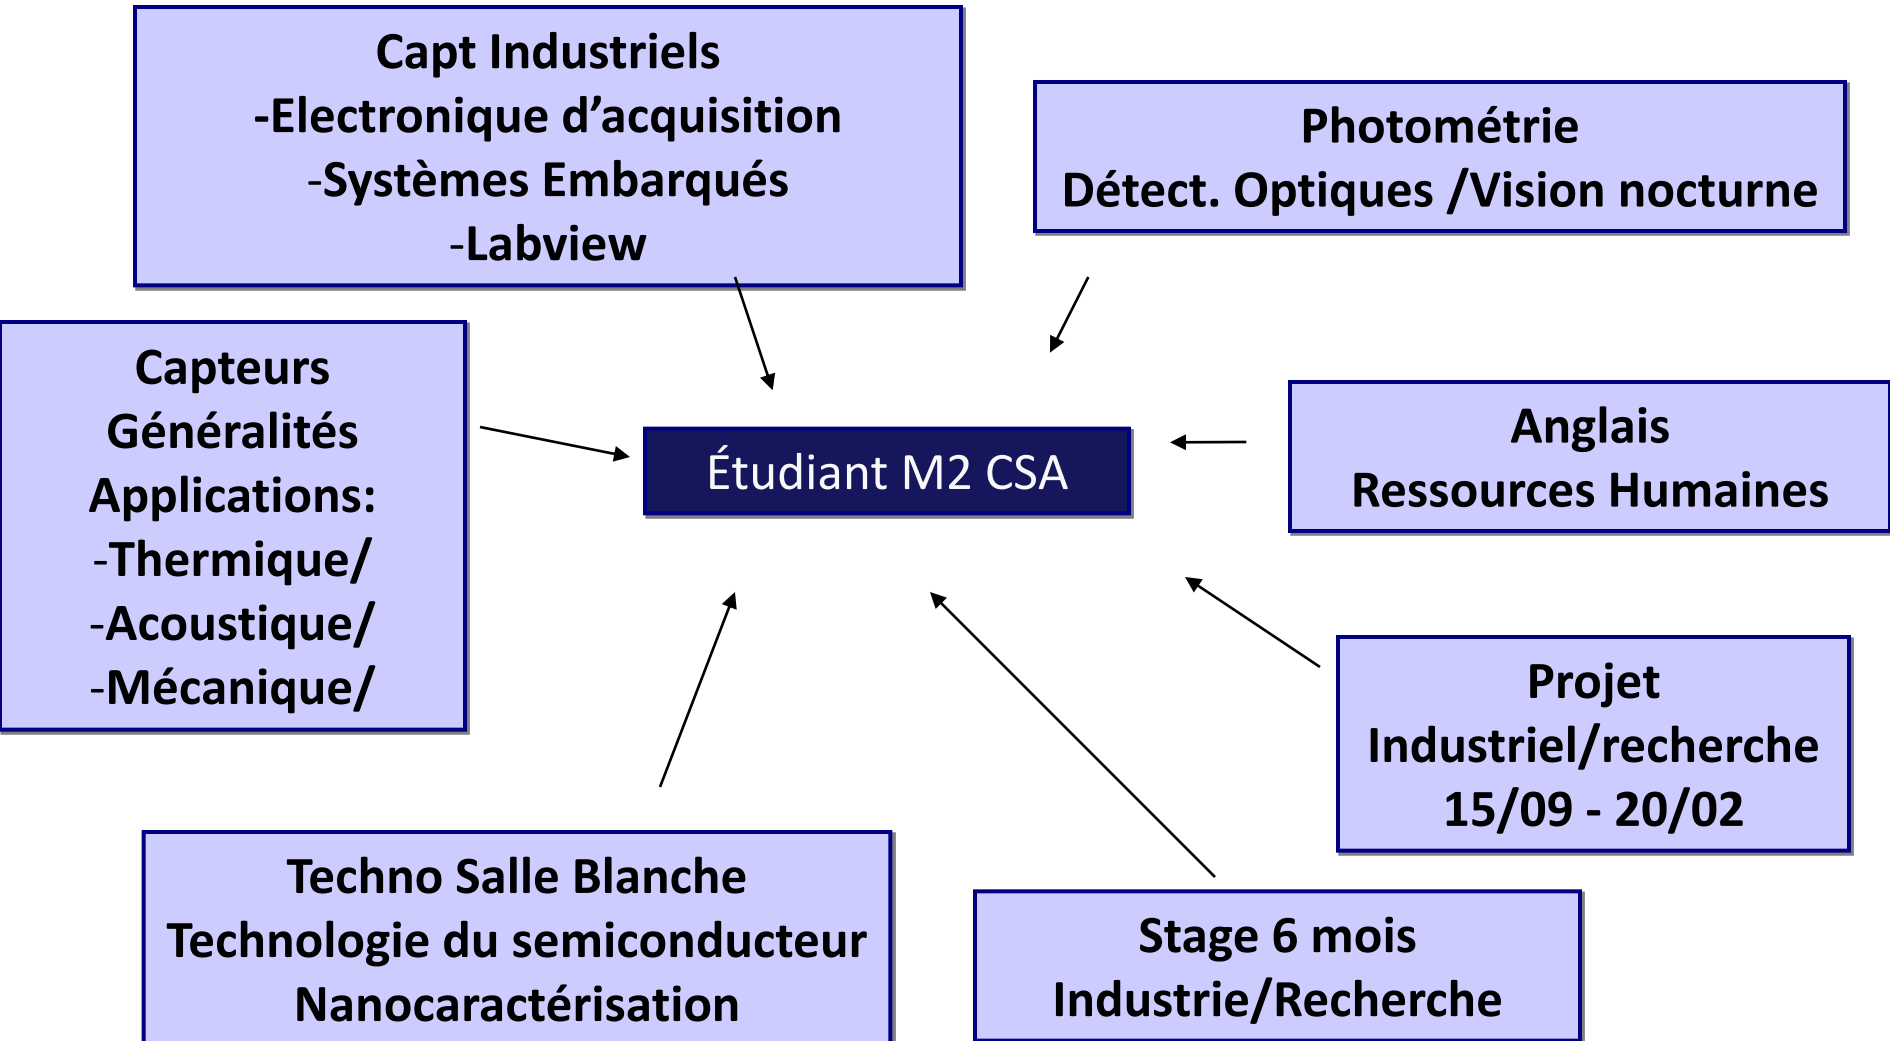 Capt Industriels
-Electronique d’acquisition
-Systèmes Embarqués
-Labview
Photométrie
Détect. Optiques /Vision nocturne
Capteurs
Généralités
Applications:
-Thermique/
-Acoustique/
-Mécanique/
Étudiant M2 CSA
Anglais
Ressources Humaines
Projet
Industriel/recherche
15/09 - 20/02
Techno Salle Blanche
Technologie du semiconducteur
Nanocaractérisation
Stage 6 mois
Industrie/Recherche